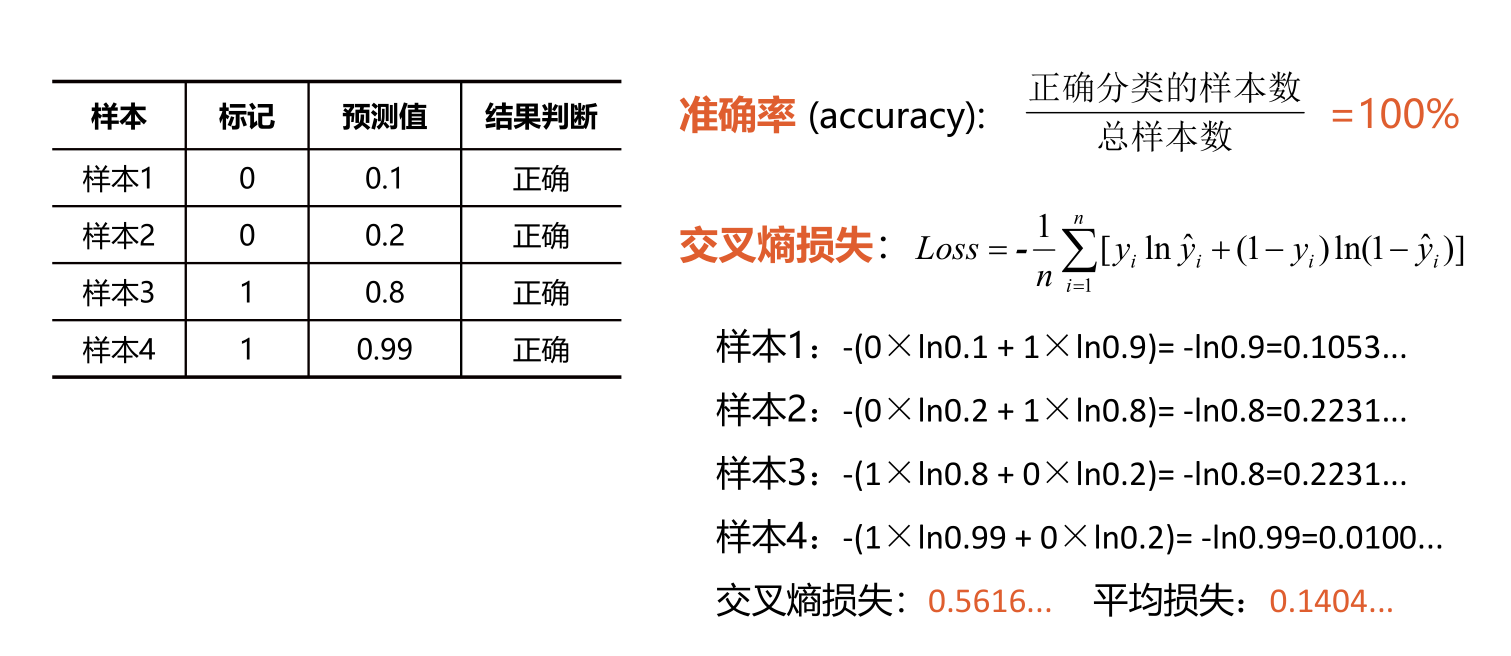 样本 标记 预测值 结果判断
样本1 0 0.1 正确
样本2 0 0.2 正确
样本3 1 0.8 正确
样本4 1 0.99 正确
准确率 (accuracy): 正确分类的样本数 / 总样本数 =100%
交叉熵损失： Loss = -\frac{1}{n}\sum_{i=1}^{n}[y_i ln ŷ_i + (1− y_i) ln(1− ŷ_i)]
样本1：-(0×ln0.1 + 1×ln0.9)= -ln0.9=0.1053...
样本2：-(0×ln0.2 + 1×ln0.8)= -ln0.8=0.2231...
样本3：-(1×ln0.8 + 0×ln0.2)= -ln0.8=0.2231...
样本4：-(1×ln0.99 + 0×ln0.2)= -ln0.99=0.0100...
交叉熵损失：0.5616... 平均损失：0.1404...